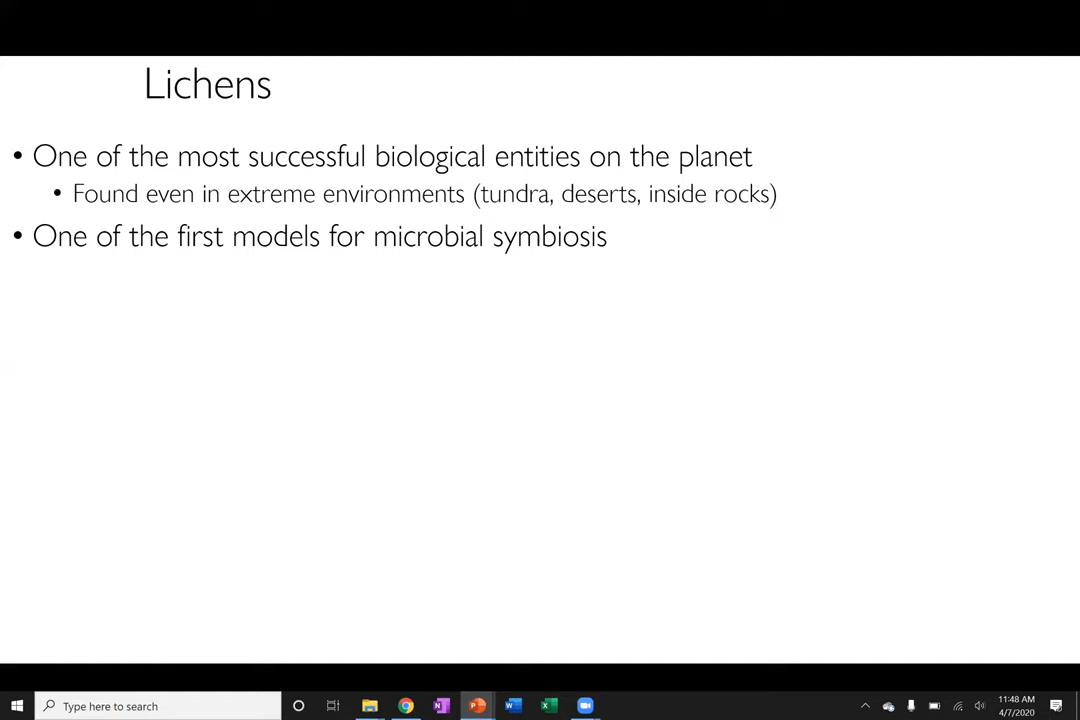 Lichens
• One of the most successful biological entities on the planet
• Found even in extreme environments (tundra, deserts, inside rocks)
• One of the first models for microbial symbiosis
Type here to search
11:48 AM
4/7/2020